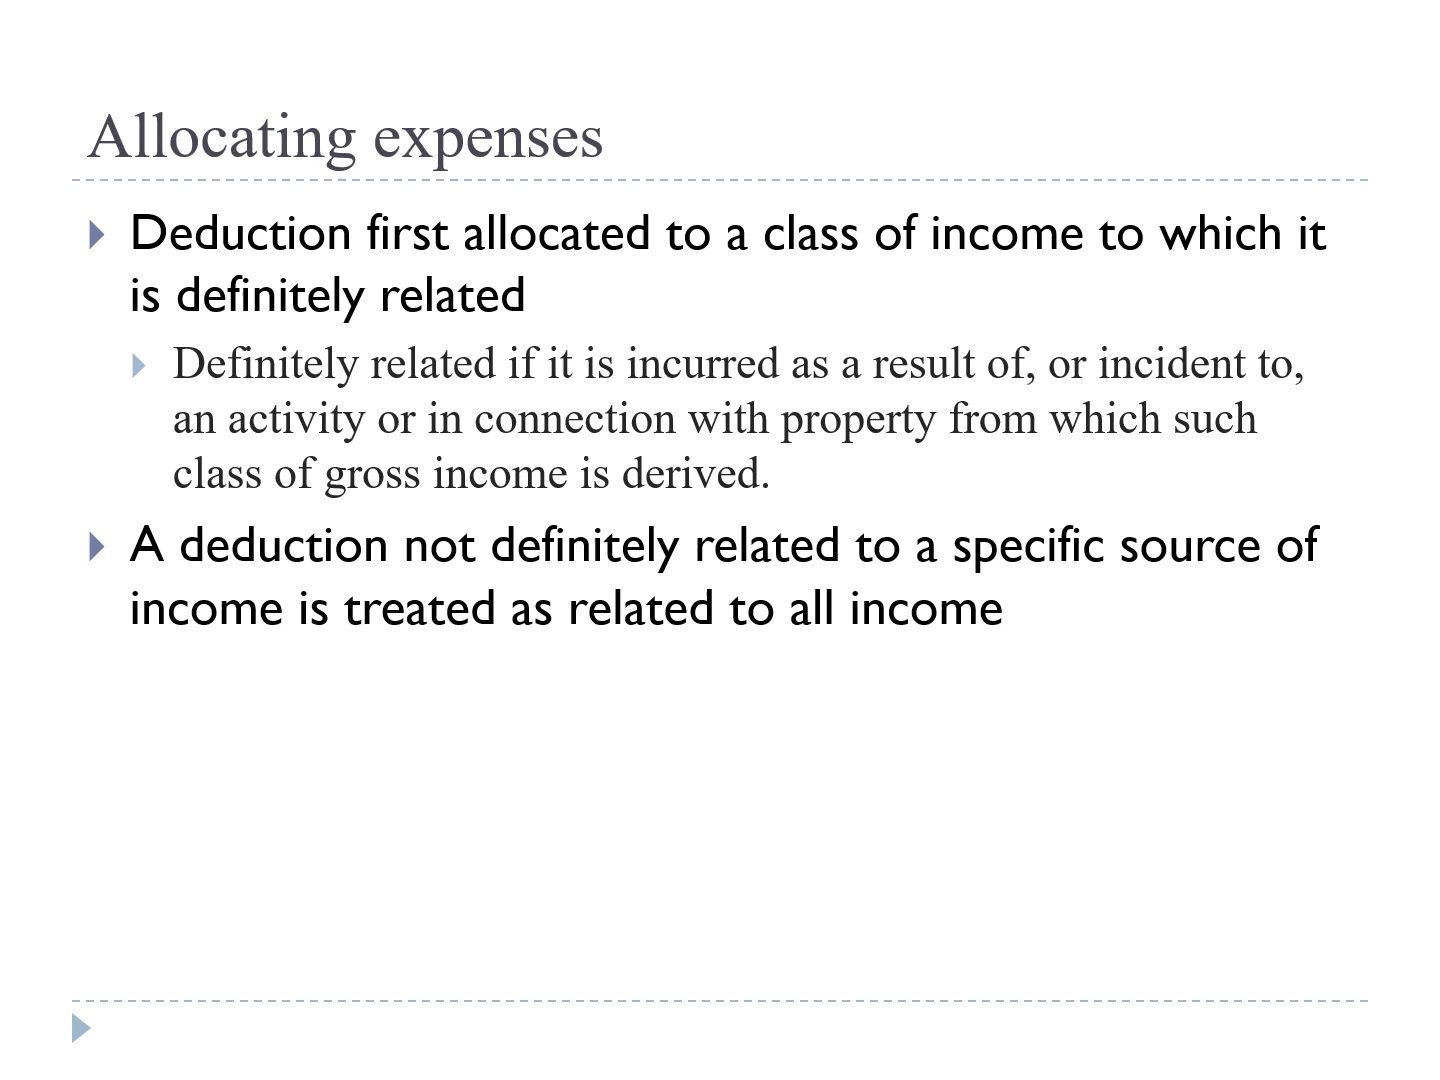 Allocating expenses
Deduction first allocated to a class of income to which it
is definitely related
Definitely related if it is incurred as a result of, or incident to,
an activity or in connection with property from which such
class of gross income is derived.
A deduction not definitely related to a specific source of
income is treated as related to all income